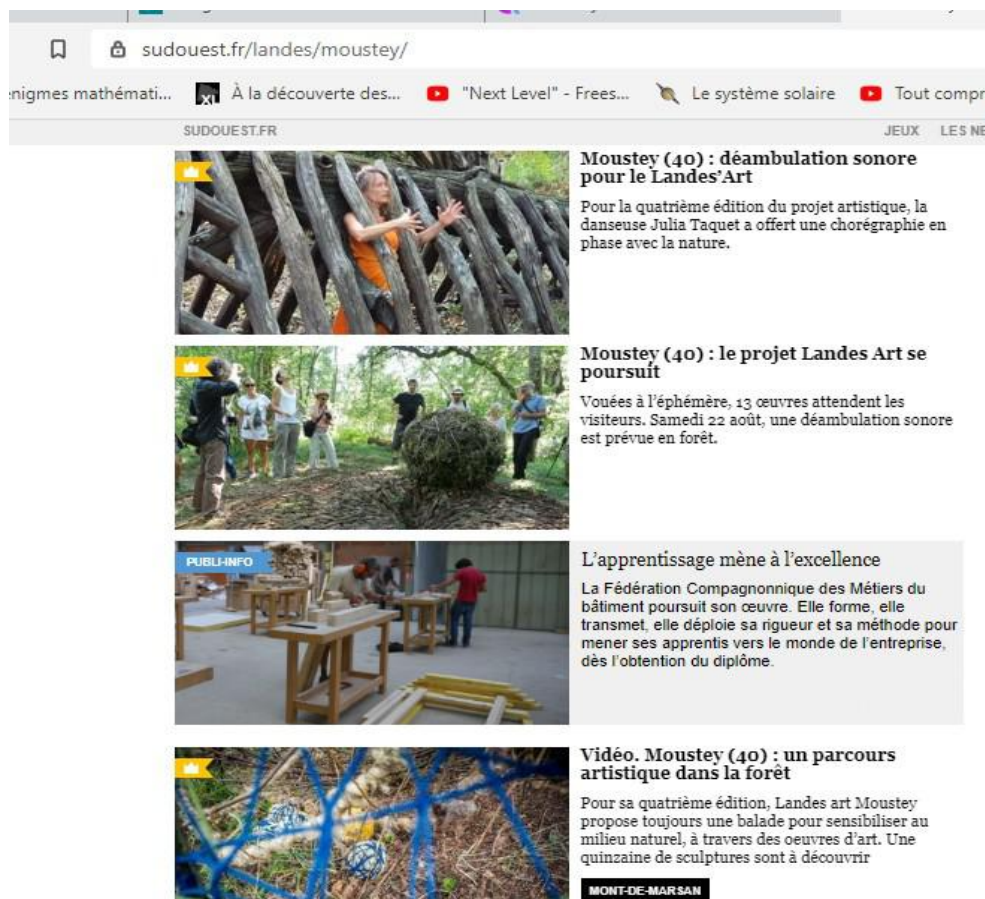 sudouest.fr/landes/moustey/
énigmes mathémati... À la découverte des... "Next Level" - Frees... Le système solaire Tout compr
SUDOUEST.FR JEUX LES NE
Moustey (40) : déambulation sonore
pour le Landes’Art
Pour la quatrième édition du projet artistique, la
danseuse Julia Taquet a offert une chorégraphie en
phase avec la nature.
Moustey (40) : le projet Landes Art se
poursuit
Vouées à l’éphémère, 13 œuvres attendent les
visiteurs. Samedi 22 août, une déambulation sonore
est prévue en forêt.
PUBLI-INFO
L’apprentissage mène à l’excellence
La Fédération Compagnonnique des Métiers du
bâtiment poursuit son œuvre. Elle forme, elle
transmet, elle déploie sa rigueur et sa méthode pour
mener ses apprentis vers le monde de l’entreprise,
dès l’obtention du diplôme.
Vidéo. Moustey (40) : un parcours
artistique dans la forêt
Pour sa quatrième édition, Landes art Moustey
propose toujours une balade pour sensibiliser au
milieu naturel, à travers des oeuvres d’art. Une
quinzaine de sculptures sont à découvrir
MONT-DE-MARSAN